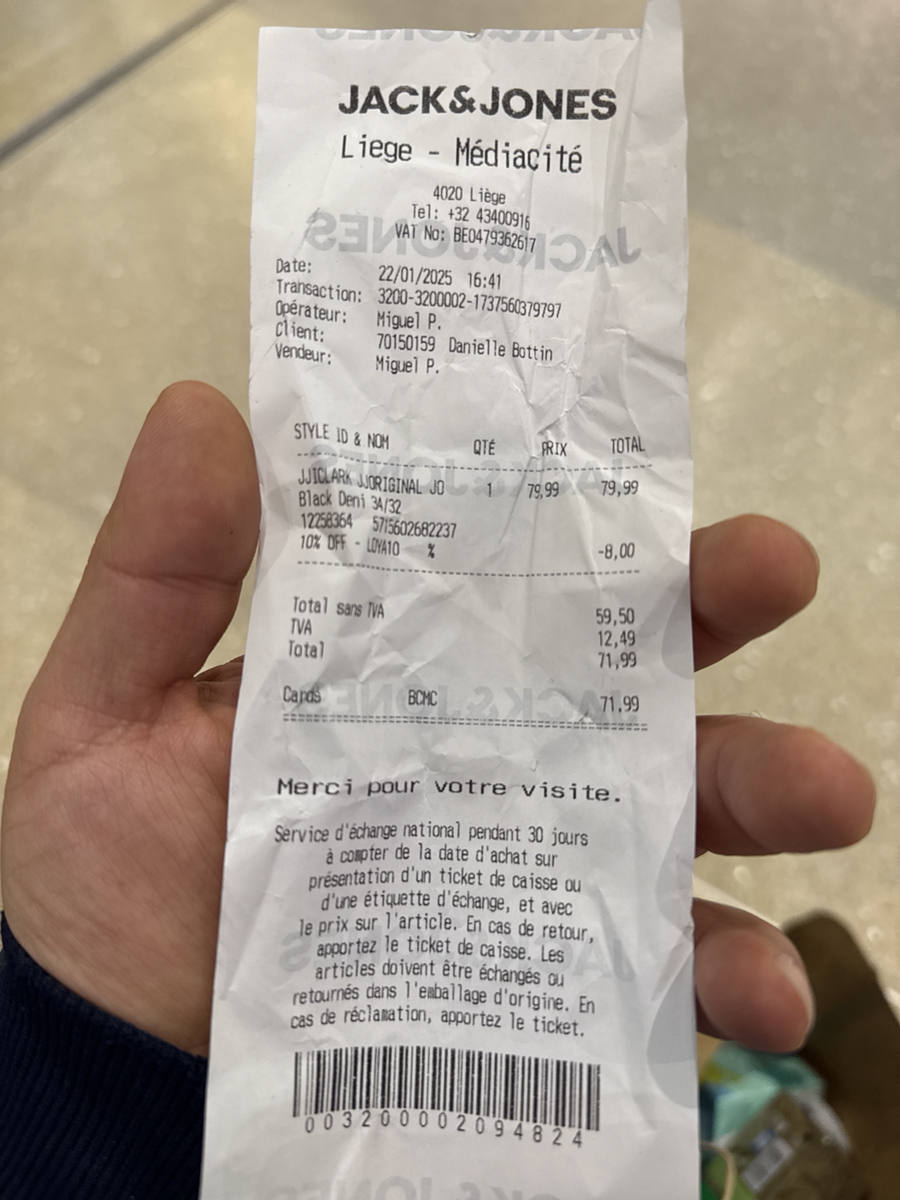 JACK&JONES
Liege - Médiacité
4020 Liège
Tel: +32 43400916
VAT No: BE0479362617
Date: 22/01/2025 16:41
Transaction: 3200-3200002-1737560379797
Opérateur: Miguel P.
Client: 70150159 Danielle Bottin
Vendeur: Miguel P.
STYLE ID & NOM QTÉ PRIX TOTAL
JJICLARK JJORIGINAL JO 1 79,99 79,99
Black Deni 34/32
12258364 5715602682237
10% OFF - LOYA10 % -8,00
Total sans TVA 59,50
TVA 12,49
Total 71,99
Cards BCMC 71,99
Merci pour votre visite.
Service d'échange national pendant 30 jours
à compter de la date d'achat sur
présentation d'un ticket de caisse ou
d'une étiquette d'échange, et avec
le prix sur l'article. En cas de retour,
apportez le ticket de caisse. Les
articles doivent être échangés ou
retournés dans l'emballage d'origine. En
cas de réclamation, apportez le ticket.
003200002094824